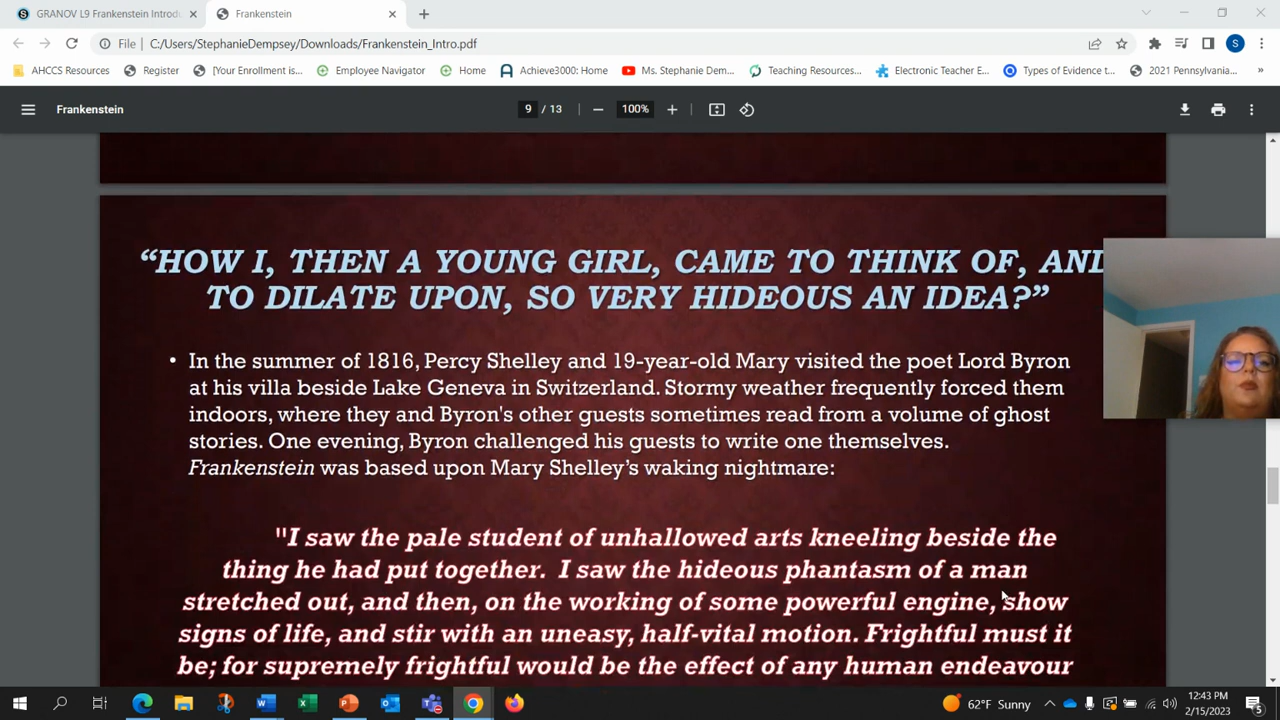 GRANOV L9 Frankenstein Introdu
Frankenstein
File
C:/Users/StephanieDempsey/Downloads/Frankenstein_Intro.pdf
S
AHCCS Resources
Register
[Your Enrollment is...
Employee Navigator
Home
Achieve3000: Home
Ms. Stephanie Dem...
Teaching Resources...
Electronic Teacher E...
Types of Evidence t...
2021 Pennsylvania...
»
Frankenstein
9 / 13
100%
“HOW I, THEN A YOUNG GIRL, CAME TO THINK OF, AND
TO DILATE UPON, SO VERY HIDEOUS AN IDEA?”
• In the summer of 1816, Percy Shelley and 19-year-old Mary visited the poet Lord Byron
at his villa beside Lake Geneva in Switzerland. Stormy weather frequently forced them
indoors, where they and Byron's other guests sometimes read from a volume of ghost
stories. One evening, Byron challenged his guests to write one themselves.
Frankenstein was based upon Mary Shelley’s waking nightmare:
"I saw the pale student of unhallowed arts kneeling beside the
thing he had put together. I saw the hideous phantasm of a man
stretched out, and then, on the working of some powerful engine, show
signs of life, and stir with an uneasy, half-vital motion. Frightful must it
be; for supremely frightful would be the effect of any human endeavour
62°F Sunny
12:43 PM
2/15/2023
5